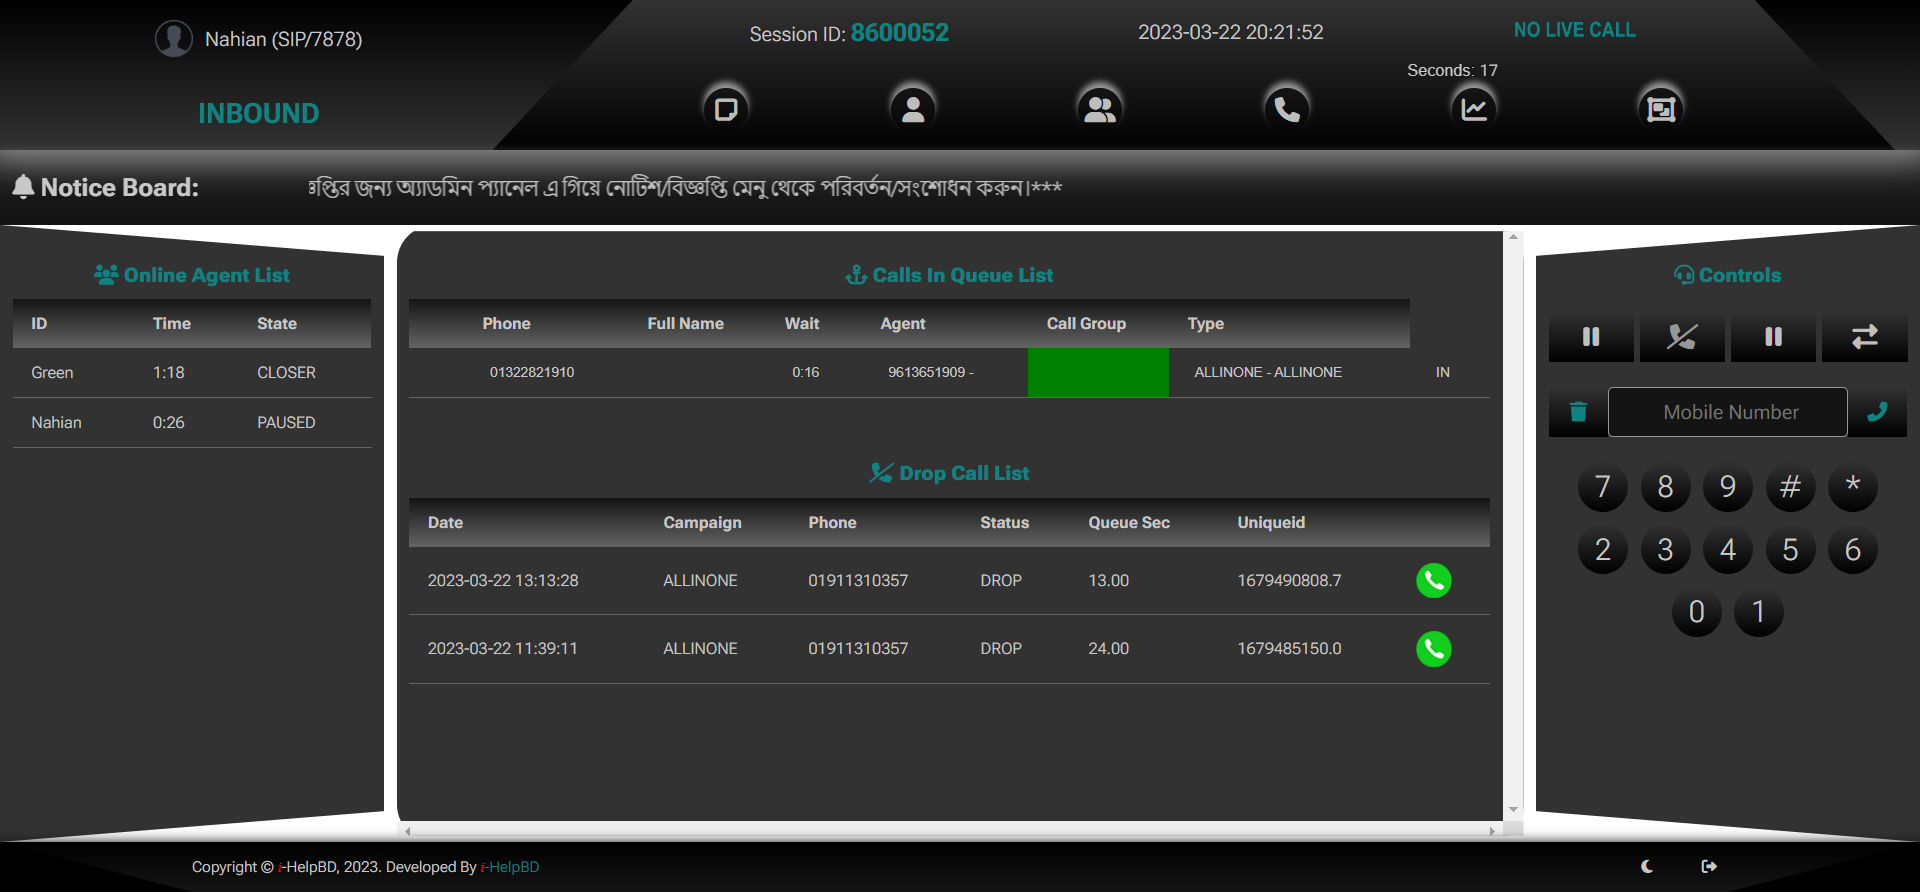 Nahian (SIP/7878)
INBOUND
Session ID: 8600052
2023-03-22 20:21:52
NO LIVE CALL
Seconds: 17
Notice Board:
জন্য অ্যাডমিন প্যানেল এ গিয়ে নোটিশ/বিজ্ঞপ্তি মেনু থেকে পরিবর্তন/সংশোধন করুন।***
Online Agent List
ID Time State
Green 1:18 CLOSER
Nahian 0:26 PAUSED
Calls In Queue List
Phone Full Name Wait Agent Call Group Type
01322821910 0:16 9613651909 - ALLINONE - ALLINONE IN
Drop Call List
Date Campaign Phone Status Queue Sec Uniqueid
2023-03-22 13:13:28 ALLINONE 01911310357 DROP 13.00 1679490808.7
2023-03-22 11:39:11 ALLINONE 01911310357 DROP 24.00 1679485150.0
Controls
Mobile Number
7 8 9 # *
2 3 4 5 6
0 1
Copyright © i-HelpBD, 2023. Developed By i-HelpBD